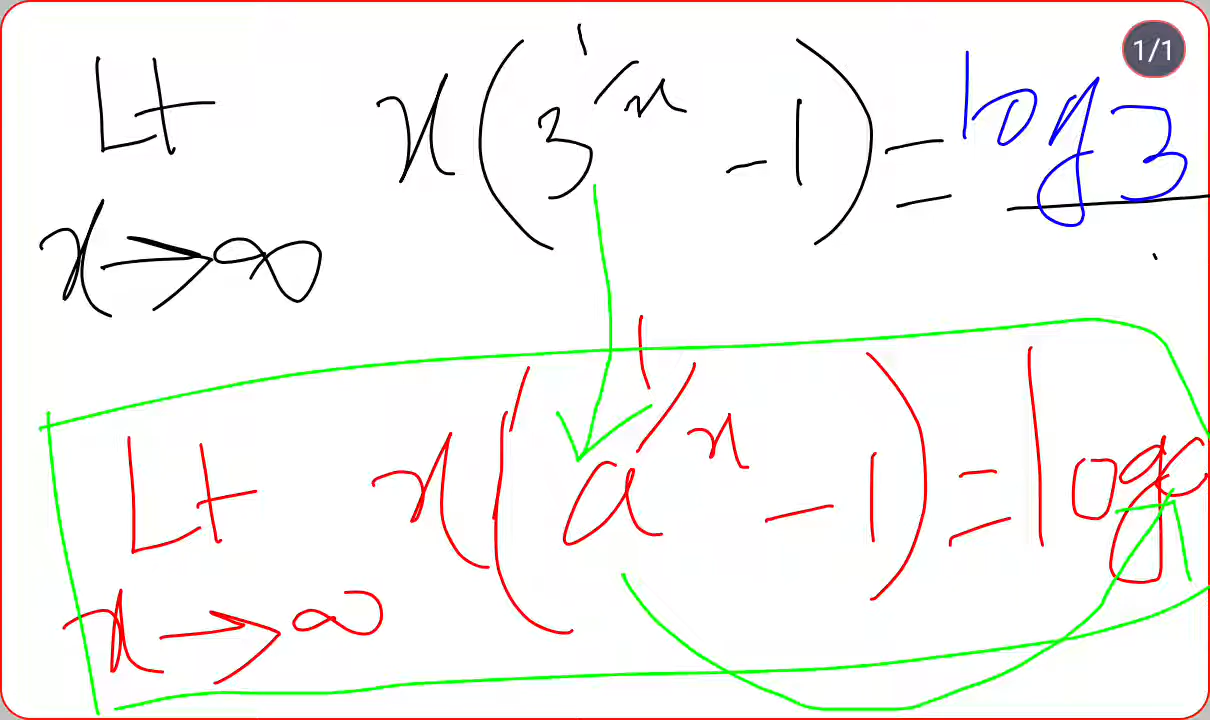 1/1
Lt x(3^1/x - 1) = log 3
x→∞
Lt x(a^1/x - 1) = log a
x→∞